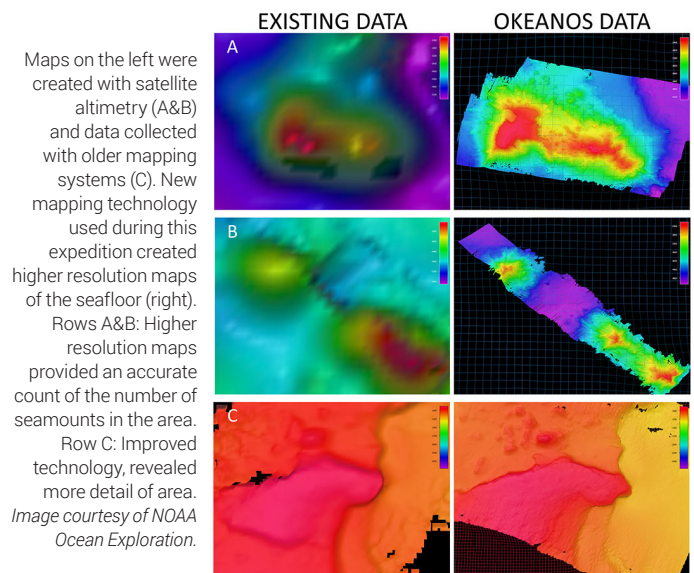 EXISTING DATA
OKEANOS DATA
Maps on the left were
created with satellite
altimetry (A&B)
and data collected
with older mapping
systems (C). New
mapping technology
used during this
expedition created
higher resolution maps
of the seafloor (right).
Rows A&B: Higher
resolution maps
provided an accurate
count of the number of
seamounts in the area.
Row C: Improved
technology, revealed
more detail of area.
Image courtesy of NOAA
Ocean Exploration.
A
B
C